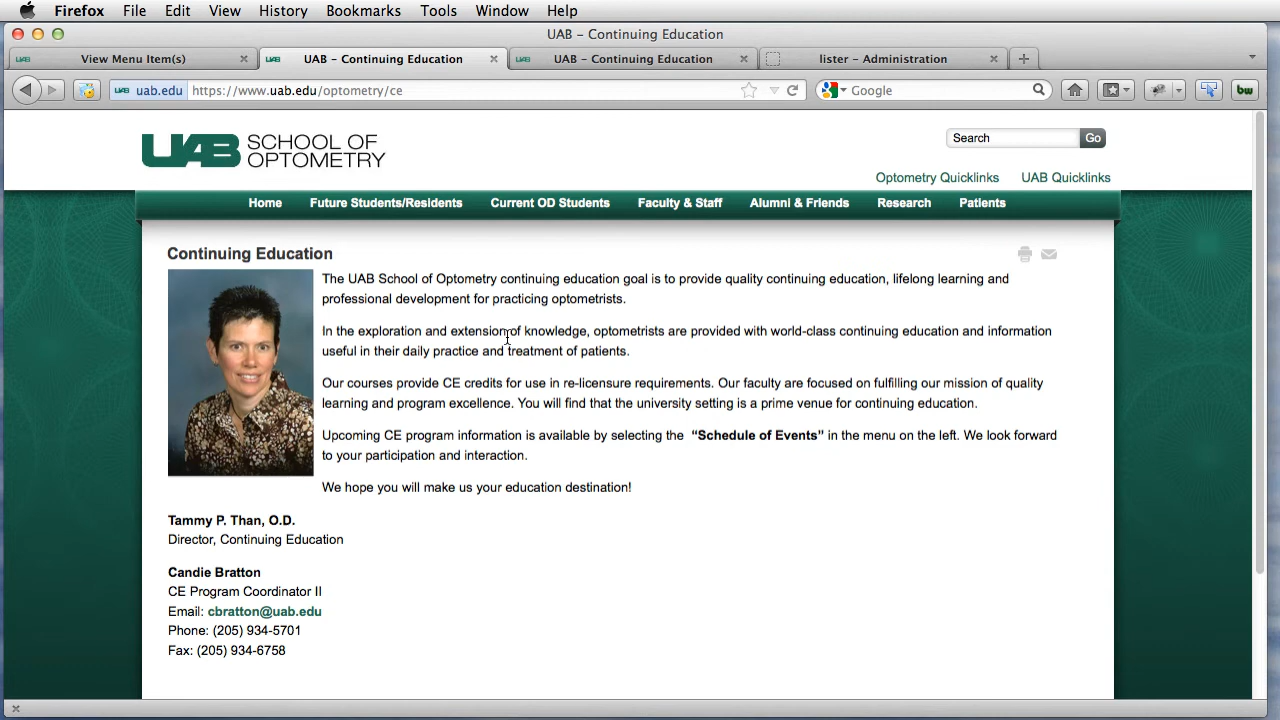 Firefox File Edit View History Bookmarks Tools Window Help
UAB - Continuing Education
UAB View Menu Item(s) UAB UAB - Continuing Education UAB UAB - Continuing Education lister - Administration
UAB uab.edu https://www.uab.edu/optometry/ce Google bw
UAB SCHOOL OF
OPTOMETRY
Search Go
Optometry Quicklinks UAB Quicklinks
Home Future Students/Residents Current OD Students Faculty & Staff Alumni & Friends Research Patients
Continuing Education
The UAB School of Optometry continuing education goal is to provide quality continuing education, lifelong learning and
professional development for practicing optometrists.
In the exploration and extension of knowledge, optometrists are provided with world-class continuing education and information
useful in their daily practice and treatment of patients.
Our courses provide CE credits for use in re-licensure requirements. Our faculty are focused on fulfilling our mission of quality
learning and program excellence. You will find that the university setting is a prime venue for continuing education.
Upcoming CE program information is available by selecting the “Schedule of Events” in the menu on the left. We look forward
to your participation and interaction.
We hope you will make us your education destination!
Tammy P. Than, O.D.
Director, Continuing Education
Candie Bratton
CE Program Coordinator II
Email: cbratton@uab.edu
Phone: (205) 934-5701
Fax: (205) 934-6758